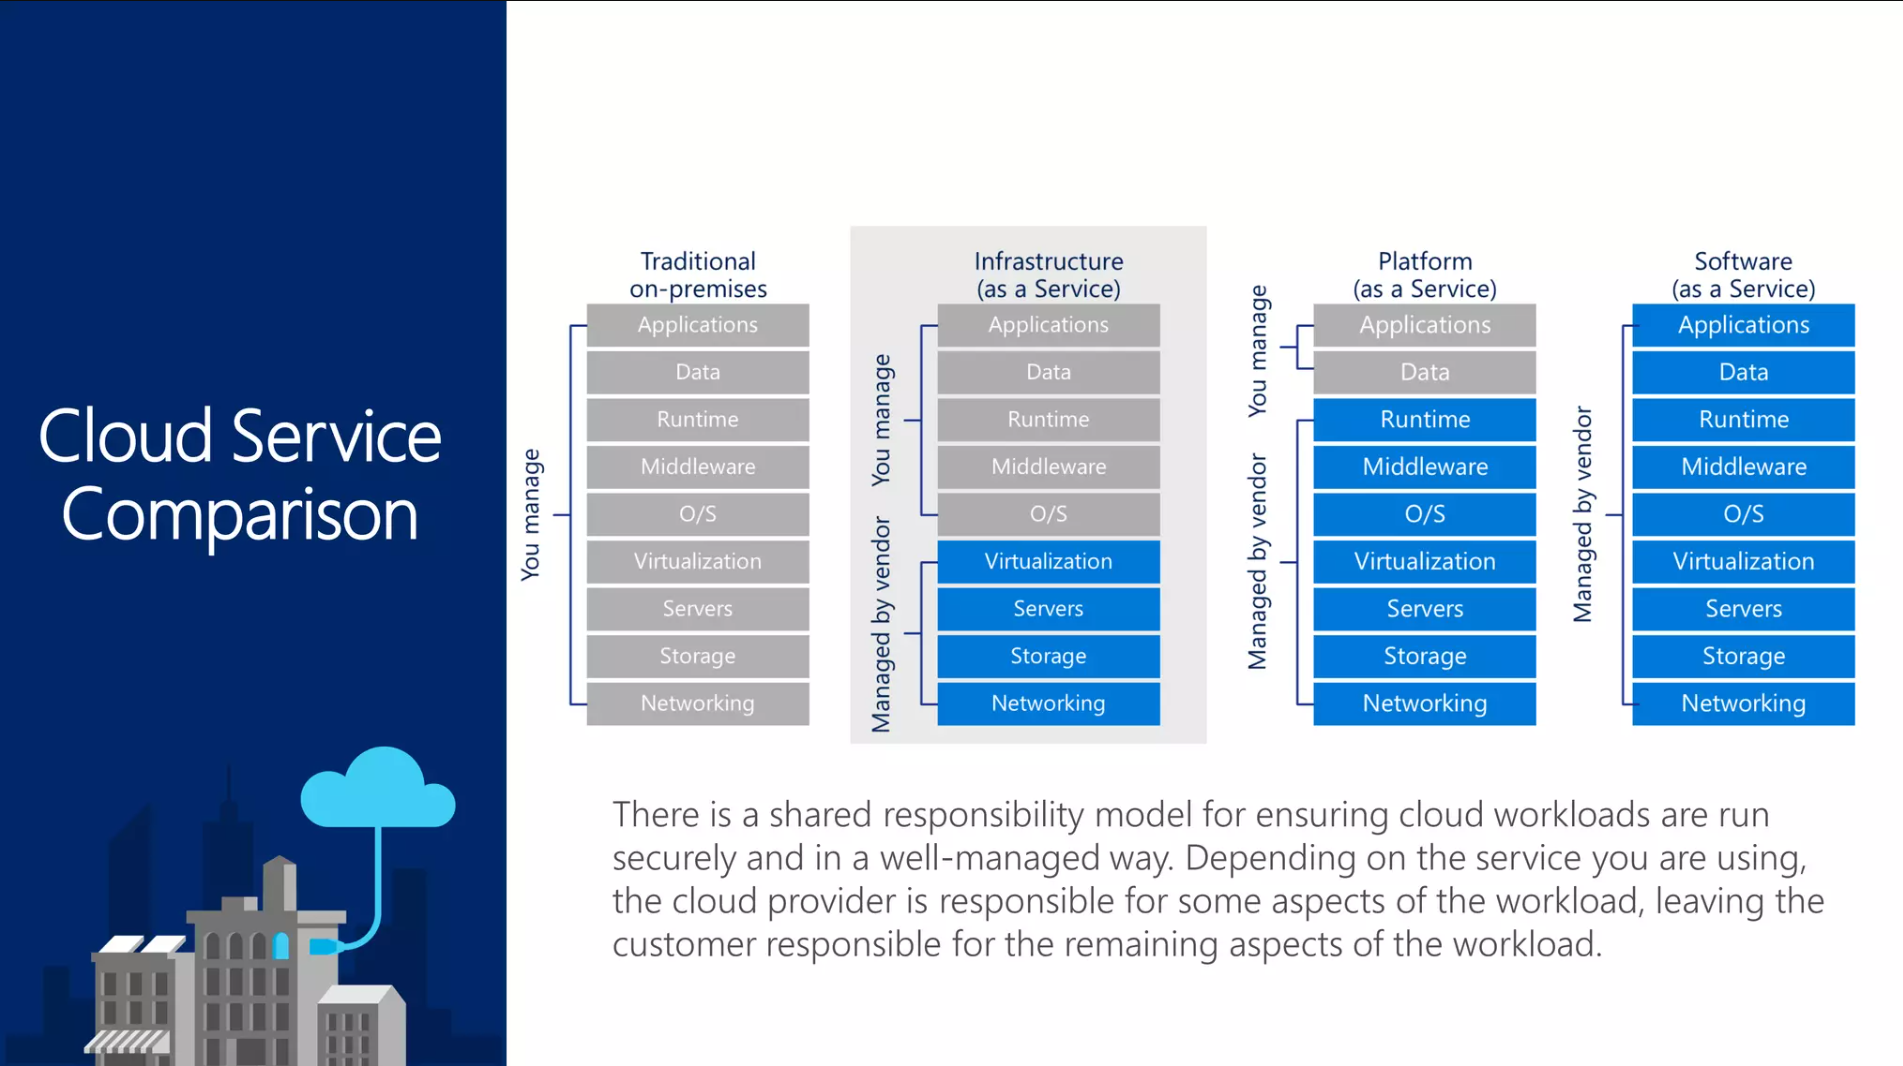 Cloud Service
Comparison
Traditional
on-premises
You manage
Applications
Data
Runtime
Middleware
O/S
Virtualization
Servers
Storage
Networking
Infrastructure
(as a Service)
You manage
Managed by vendor
Applications
Data
Runtime
Middleware
O/S
Virtualization
Servers
Storage
Networking
Platform
(as a Service)
You manage
Managed by vendor
Applications
Data
Runtime
Middleware
O/S
Virtualization
Servers
Storage
Networking
Software
(as a Service)
Managed by vendor
Applications
Data
Runtime
Middleware
O/S
Virtualization
Servers
Storage
Networking
There is a shared responsibility model for ensuring cloud workloads are run
securely and in a well-managed way. Depending on the service you are using,
the cloud provider is responsible for some aspects of the workload, leaving the
customer responsible for the remaining aspects of the workload.